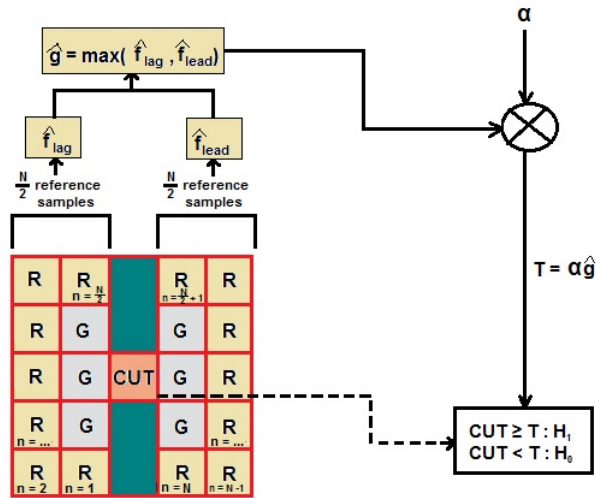 α
ĝ = max( f̂lag , f̂lead)
f̂lag
f̂lead
N/2 reference samples
N/2 reference samples
T = αĝ
R R n = N/2 R n = N/2 + 1 R
R G G R
R G CUT G R
R n = ... G G R n = ...
R n = 2 R n = 1 R n = N R n = N - 1
CUT ≥ T : H₁
CUT < T : H₀